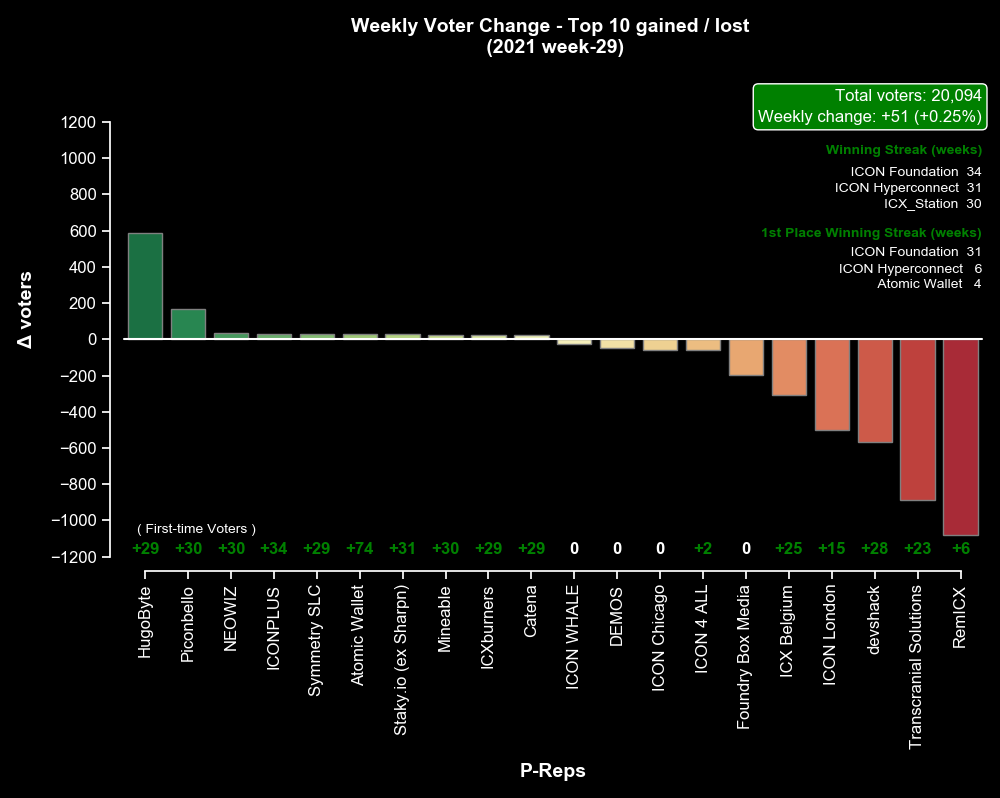 Weekly Voter Change - Top 10 gained / lost
(2021 week-29)
Total voters: 20,094
Weekly change: +51 (+0.25%)
Winning Streak (weeks)
ICON Foundation 34
ICON Hyperconnect 31
ICX_Station 30
1st Place Winning Streak (weeks)
ICON Foundation 31
ICON Hyperconnect 6
Atomic Wallet 4
Δ voters
1200
1000
800
600
400
200
0
−200
−400
−600
−800
−1000
−1200
( First-time Voters )
+29 +30 +30 +34 +29 +74 +31 +30 +29 +29 0 0 0 +2 0 +25 +15 +28 +23 +6
HugoByte
Piconbello
NEOWIZ
ICONPLUS
Symmetry SLC
Atomic Wallet
Staky.io (ex Sharpn)
Mineable
ICXburners
Catena
ICON WHALE
DEMOS
ICON Chicago
ICON 4 ALL
Foundry Box Media
ICX Belgium
ICON London
devshack
Transcranial Solutions
RemICX
P-Reps